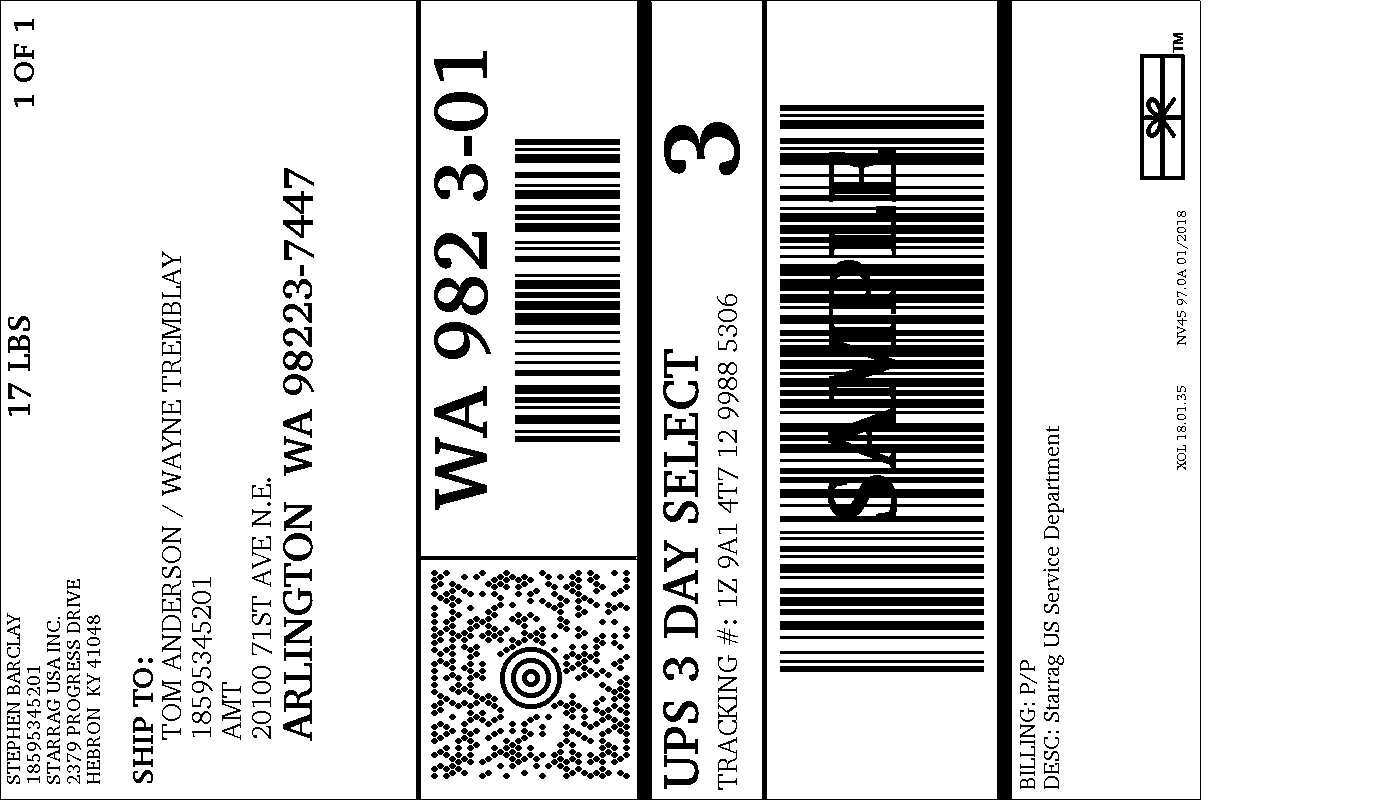 STEPHEN BARCLAY
18595345201
STARRAG USA INC.
2379 PROGRESS DRIVE
HEBRON KY 41048
17 LBS
1 OF 1
SHIP TO:
TOM ANDERSON / WAYNE TREMBLAY
18595345201
AMT
20100 71ST AVE N.E.
ARLINGTON WA 98223-7447
WA 982 3-01
UPS 3 DAY SELECT
TRACKING #: 1Z 9A1 4T7 12 9988 5306
3
SAMPLE
BILLING: P/P
DESC: Starrag US Service Department
XOL 18.01.35 NV45 97.0A 01/2018
TM